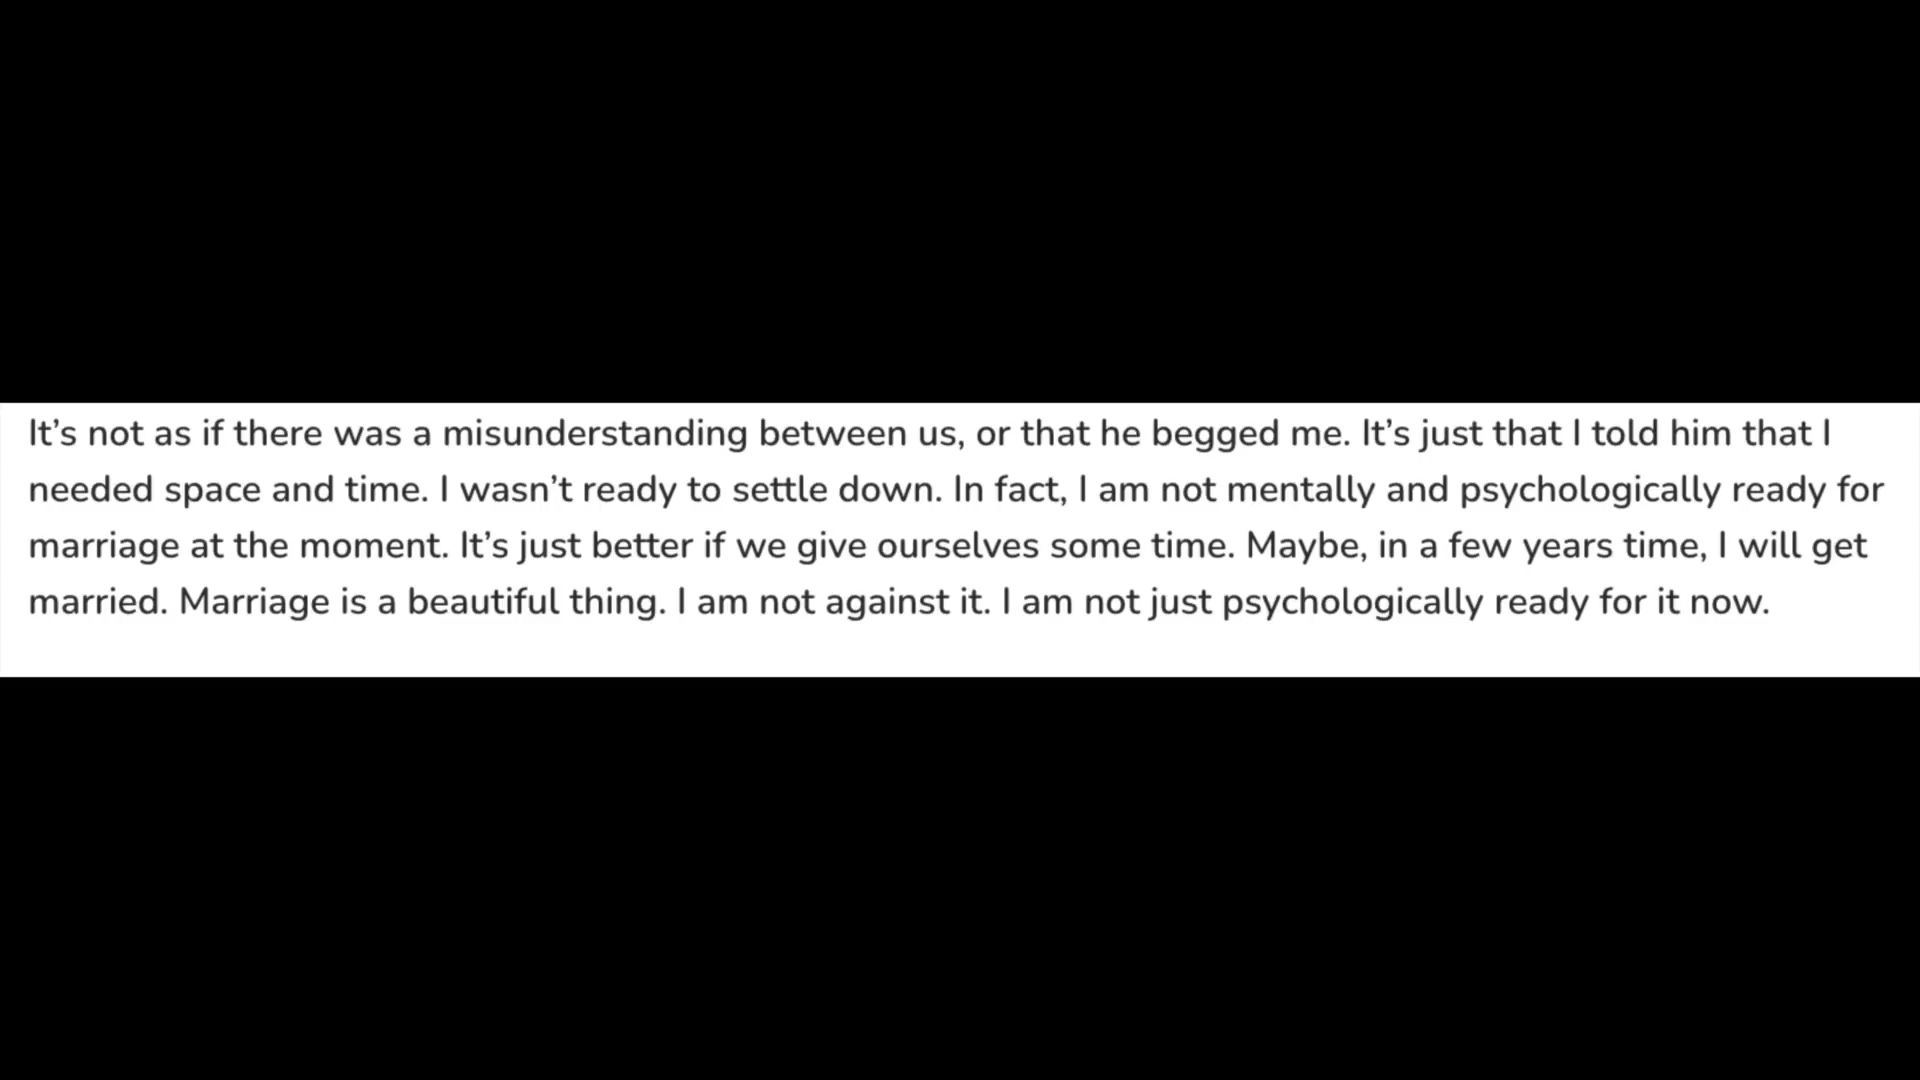 It’s not as if there was a misunderstanding between us, or that he begged me. It’s just that I told him that I
needed space and time. I wasn’t ready to settle down. In fact, I am not mentally and psychologically ready for
marriage at the moment. It’s just better if we give ourselves some time. Maybe, in a few years time, I will get
married. Marriage is a beautiful thing. I am not against it. I am not just psychologically ready for it now.